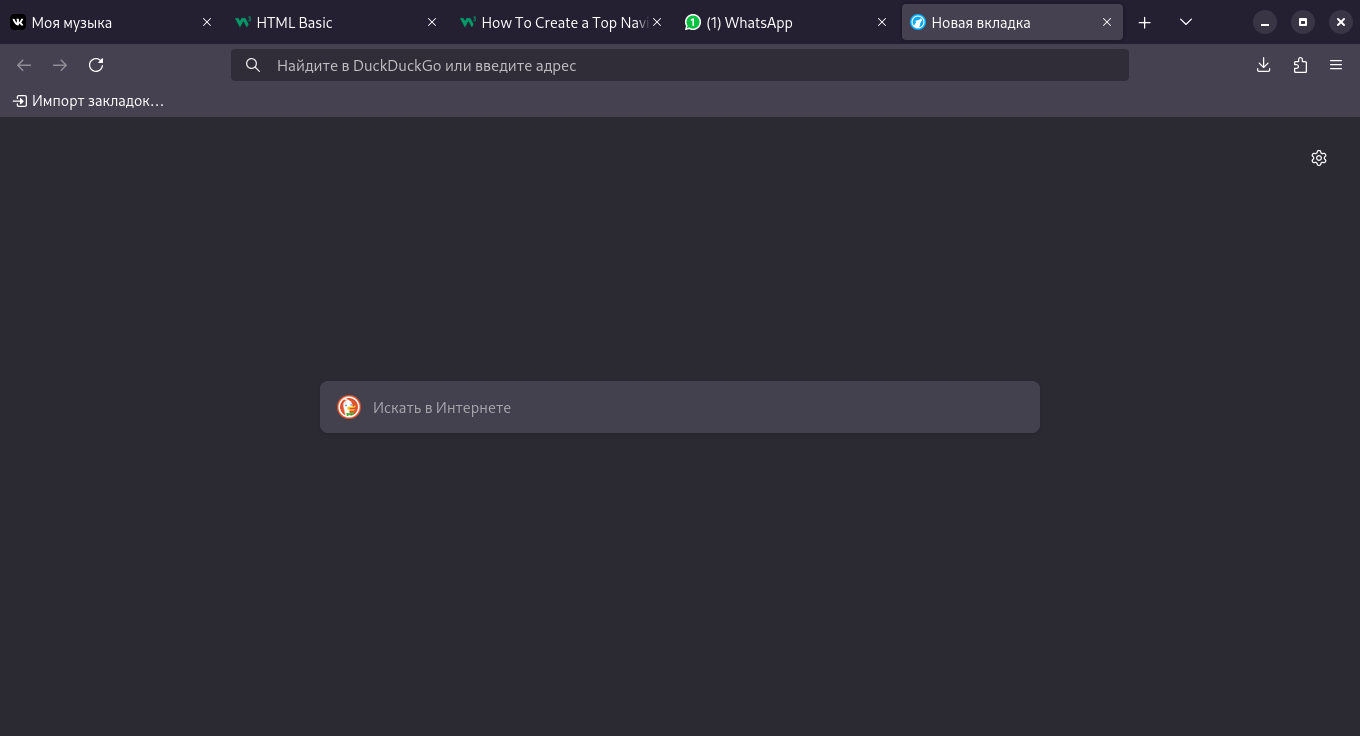 Моя музыка
HTML Basic
How To Create a Top Navi
(1) WhatsApp
Новая вкладка
Найдите в DuckDuckGo или введите адрес
Импорт закладок…
Искать в Интернете